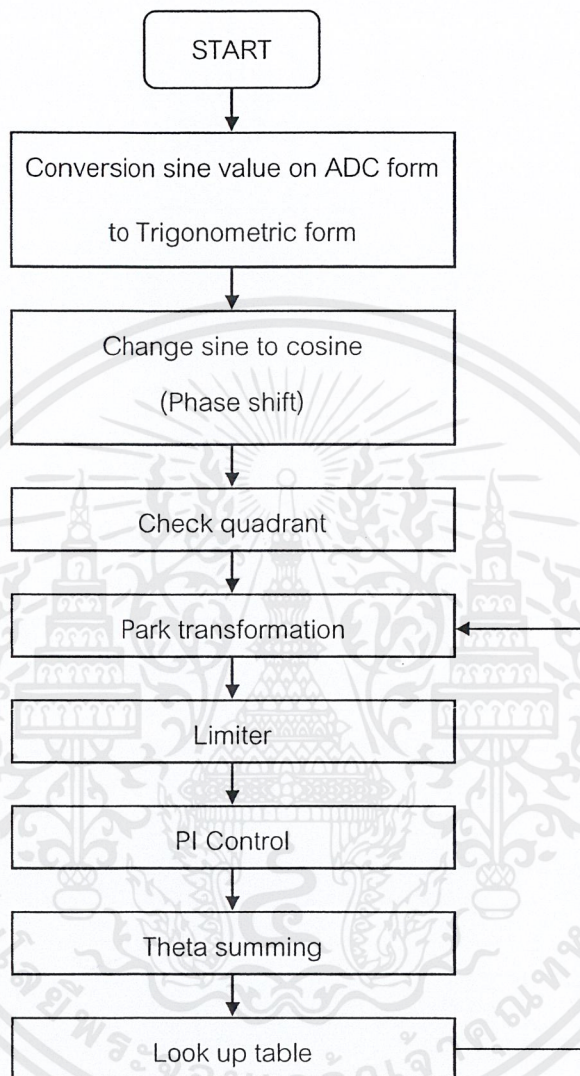 START
Conversion sine value on ADC form
to Trigonometric form
Change sine to cosine
(Phase shift)
Check quadrant
Park transformation
Limiter
PI Control
Theta summing
Look up table